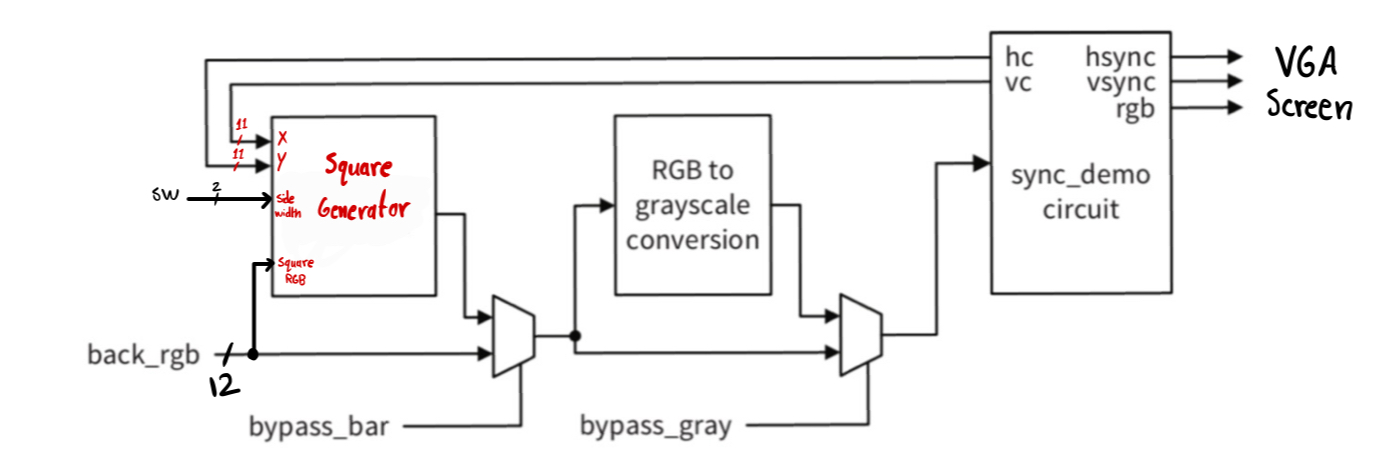 hc
vc
hsync
vsync
rgb
VGA
Screen
sync_demo
circuit
11
11
X
Y
Square
Generator
sw
2
Side
width
Square
RGB
RGB to
grayscale
conversion
back_rgb
12
bypass_bar
bypass_gray